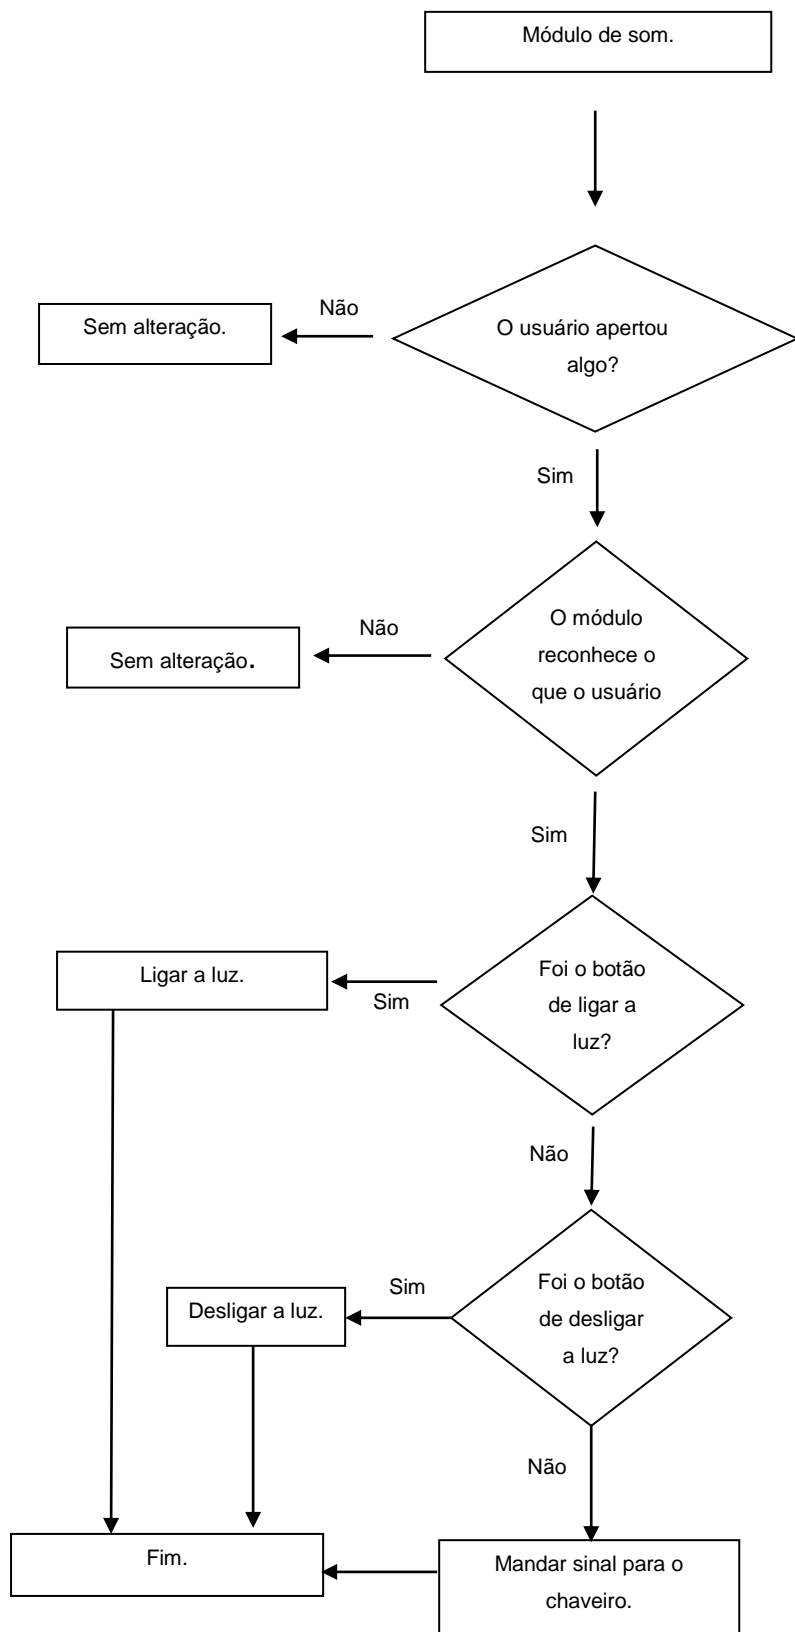 Módulo de som.
Não
Sem alteração.
O usuário apertou
algo?
Sim
Não
Sem alteração.
O módulo
reconhece o
que o usuário
Sim
Ligar a luz.
Sim
Foi o botão
de ligar a
luz?
Não
Desligar a luz.
Sim
Foi o botão
de desligar
a luz?
Não
Fim.
Mandar sinal para o
chaveiro.